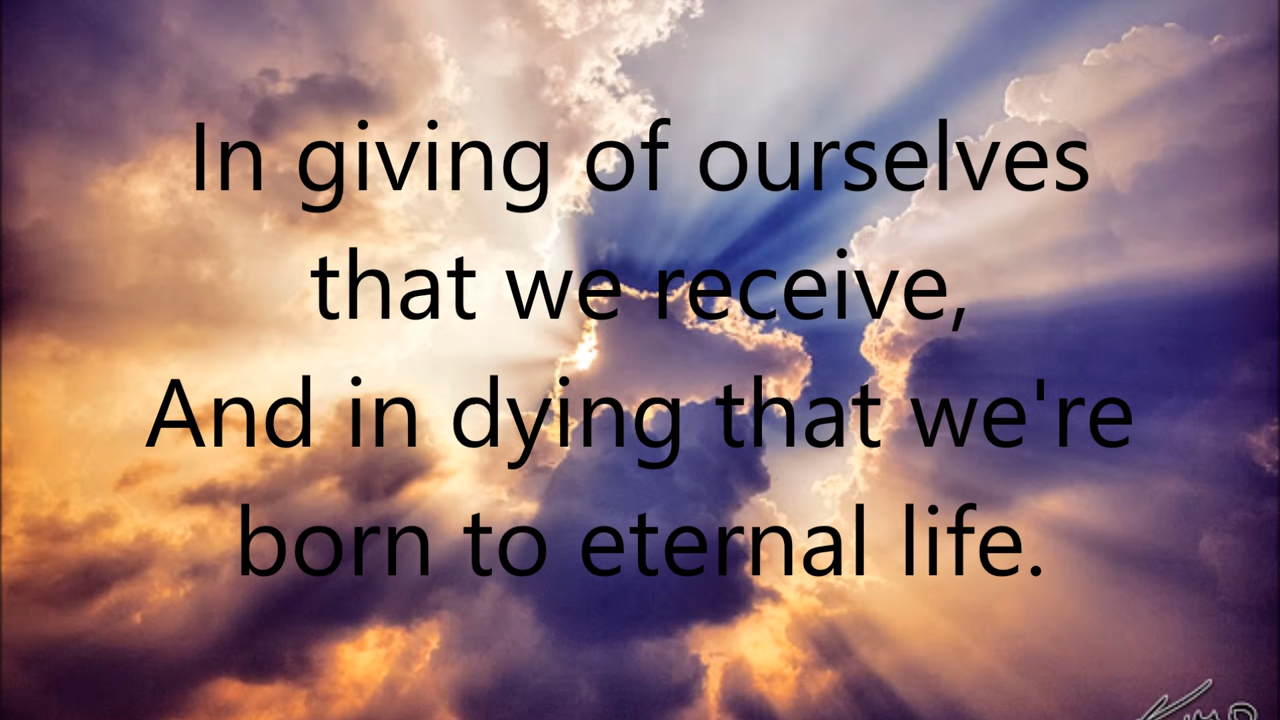 In giving of ourselves
that we receive,
And in dying that we're
born to eternal life.